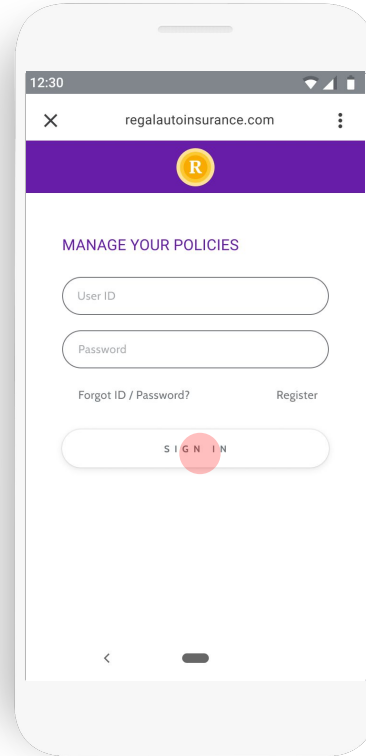 12:30
regalautoinsurance.com
R
MANAGE YOUR POLICIES
User ID
Password
Forgot ID / Password? Register
SIGN IN